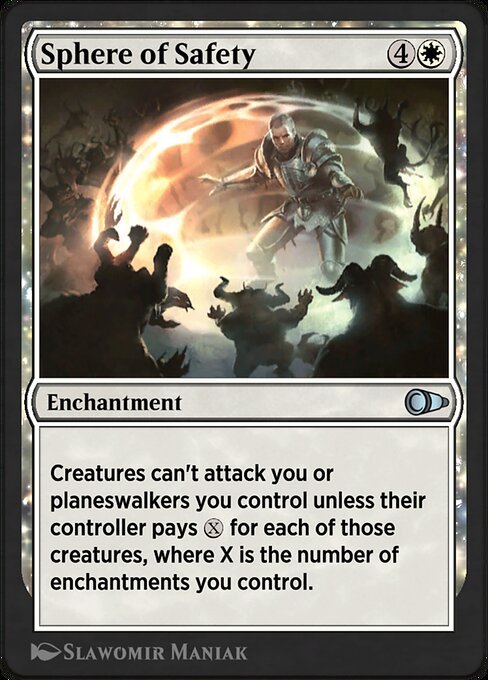 Sphere of Safety 4
Enchantment
Creatures can't attack you or
planeswalkers you control unless their
controller pays X for each of those
creatures, where X is the number of
enchantments you control.
Slawomir Maniak